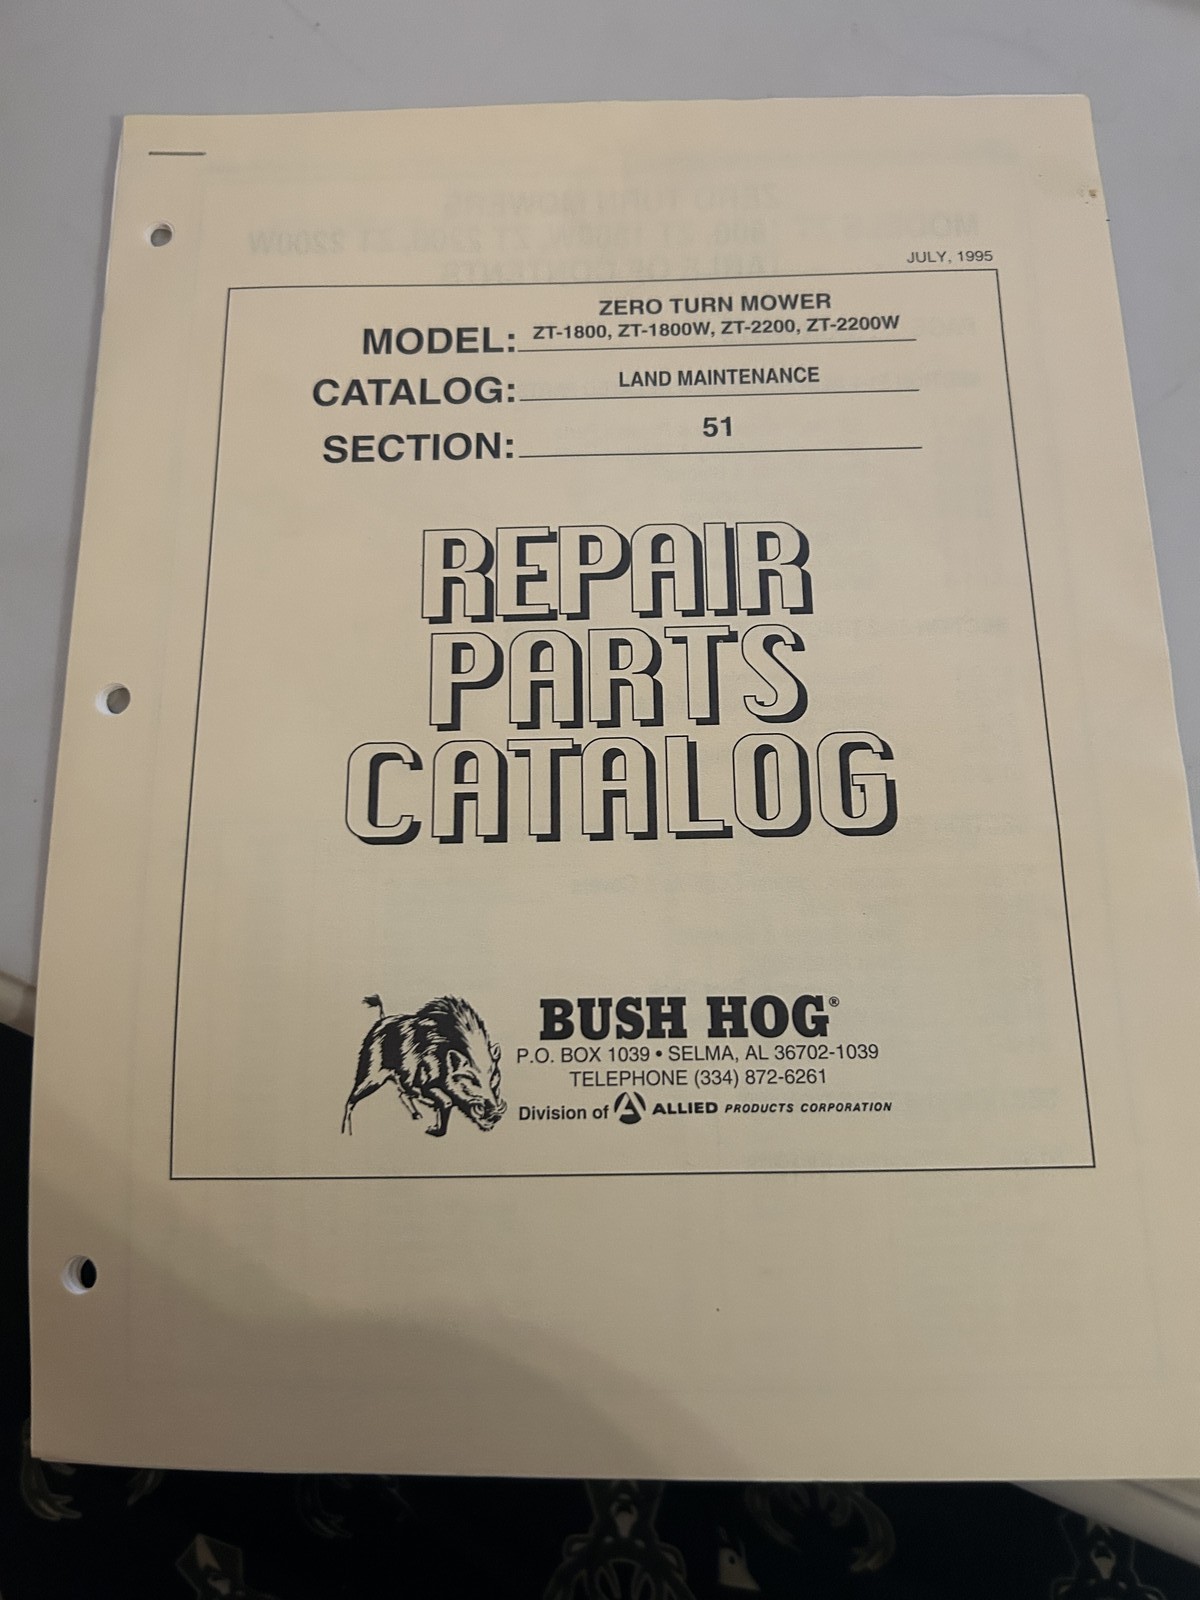 JULY, 1995
ZERO TURN MOWER
MODEL: ZT-1800, ZT-1800W, ZT-2200, ZT-2200W
CATALOG: LAND MAINTENANCE
SECTION: 51
REPAIR
PARTS
CATALOG
BUSH HOG®
P.O. BOX 1039 • SELMA, AL 36702-1039
TELEPHONE (334) 872-6261
Division of ALLIED PRODUCTS CORPORATION